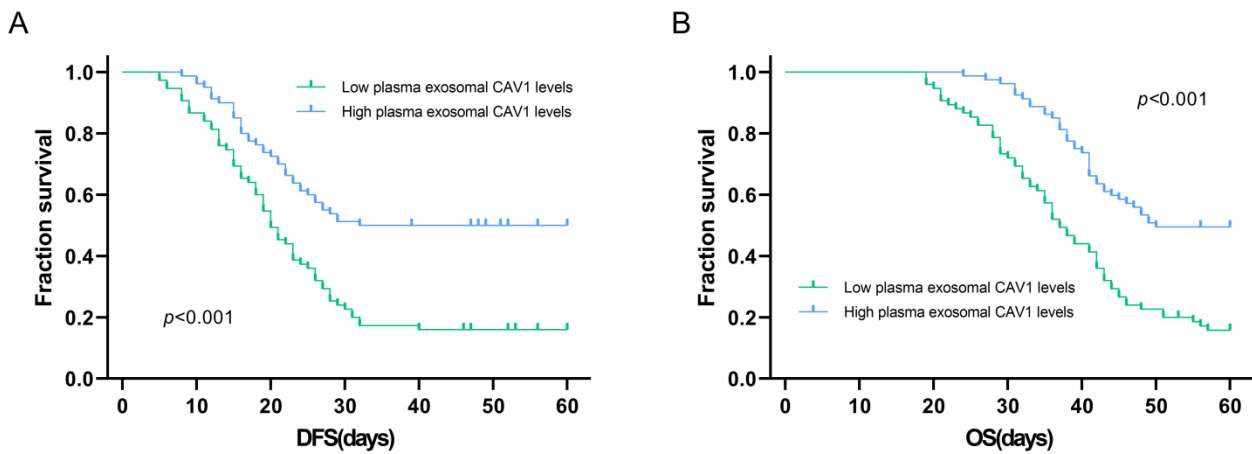 A
Fraction survival
1.0
0.8
0.6
0.4
0.2
0.0
Low plasma exosomal CAV1 levels
High plasma exosomal CAV1 levels
p<0.001
0 10 20 30 40 50 60
DFS(days)
B
Fraction survival
1.0
0.8
0.6
0.4
0.2
0.0
p<0.001
Low plasma exosomal CAV1 levels
High plasma exosomal CAV1 levels
0 10 20 30 40 50 60
OS(days)